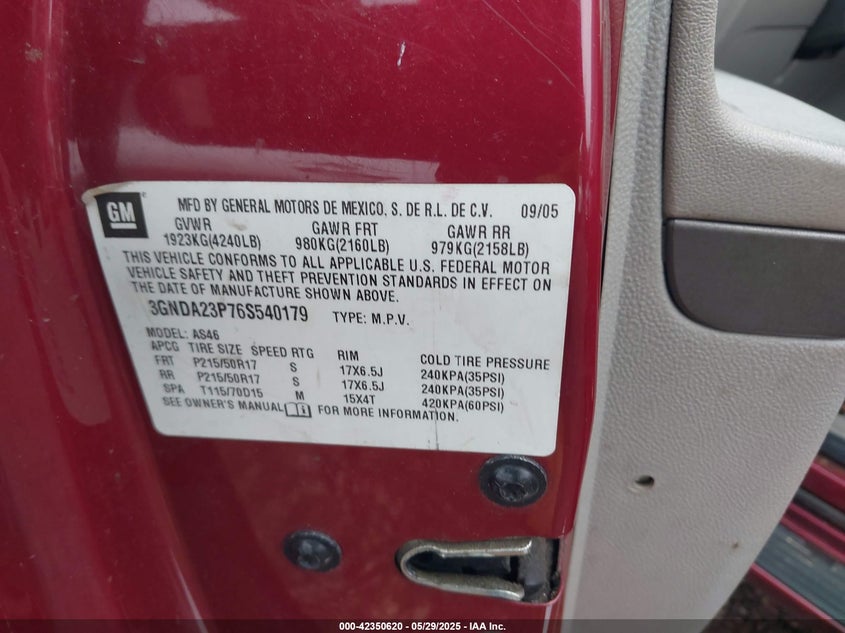 GM
MFD BY GENERAL MOTORS DE MEXICO, S. DE R.L. DE C.V. 09/05
GVWR GAWR FRT GAWR RR
1923KG(4240LB) 980KG(2160LB) 979KG(2158LB)
THIS VEHICLE CONFORMS TO ALL APPLICABLE U.S. FEDERAL MOTOR
VEHICLE SAFETY AND THEFT PREVENTION STANDARDS IN EFFECT ON
THE DATE OF MANUFACTURE SHOWN ABOVE.
3GNDA23P76S540179 TYPE: M.P.V.
MODEL: AS46
APCG TIRE SIZE SPEED RTG RIM COLD TIRE PRESSURE
FRT P215/50R17 S 17X6.5J 240KPA(35PSI)
RR P215/50R17 S 17X6.5J 240KPA(35PSI)
SPA T115/70D15 M 15X4T 420KPA(60PSI)
SEE OWNER'S MANUAL FOR MORE INFORMATION.
000-42350620 - 05/29/2025 - IAA Inc.